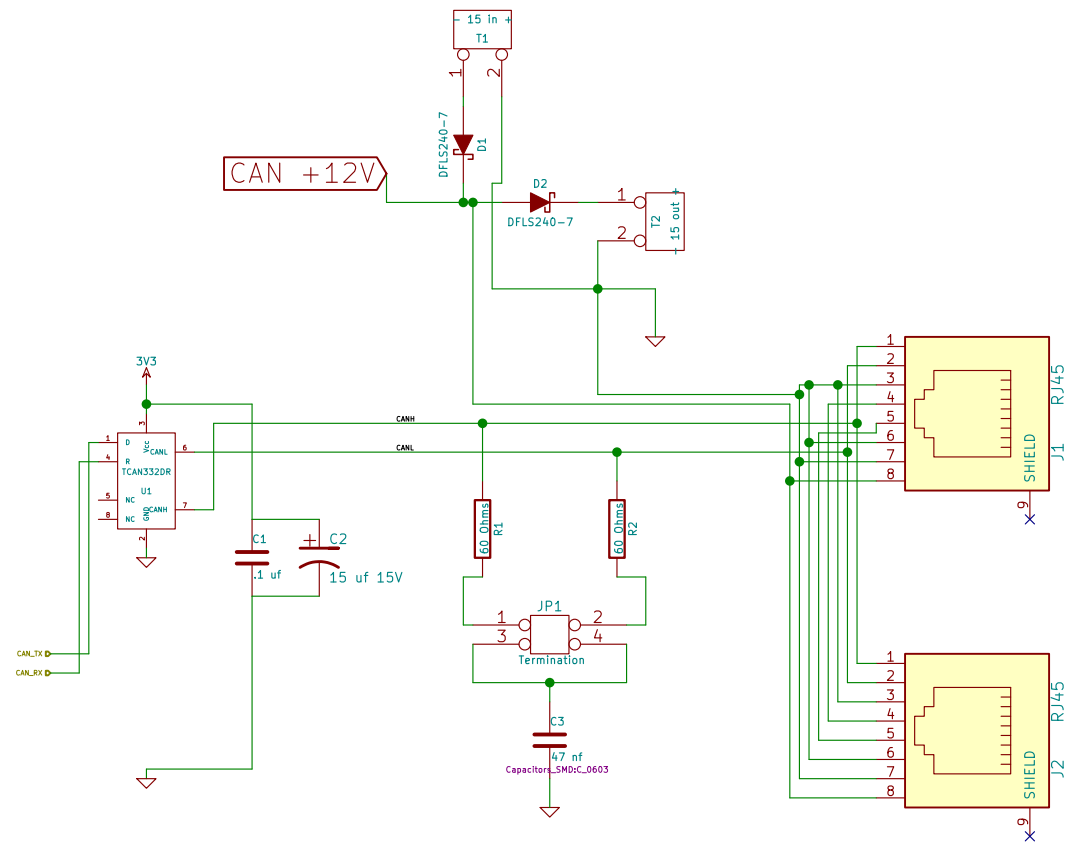 - 15 in +
T1
1
2
DFLS240-7
D1
CAN +12V
D2
DFLS240-7
1
2
T2
- 15 out +
3V3
3
Vcc
1
D
4
R
CANL
6
TCAN332DR
U1
5
NC
8
NC
CANH
7
GND
2
CANH
CANL
C1
.1 uf
C2
+
15 uf 15V
60 Ohms
R1
60 Ohms
R2
JP1
1
2
3
4
Termination
C3
47 nf
Capacitors_SMD:C_0603
CAN_TX
CAN_RX
1
2
3
4
5
6
7
8
RJ45
J1
SHIELD
9
1
2
3
4
5
6
7
8
RJ45
J2
SHIELD
9